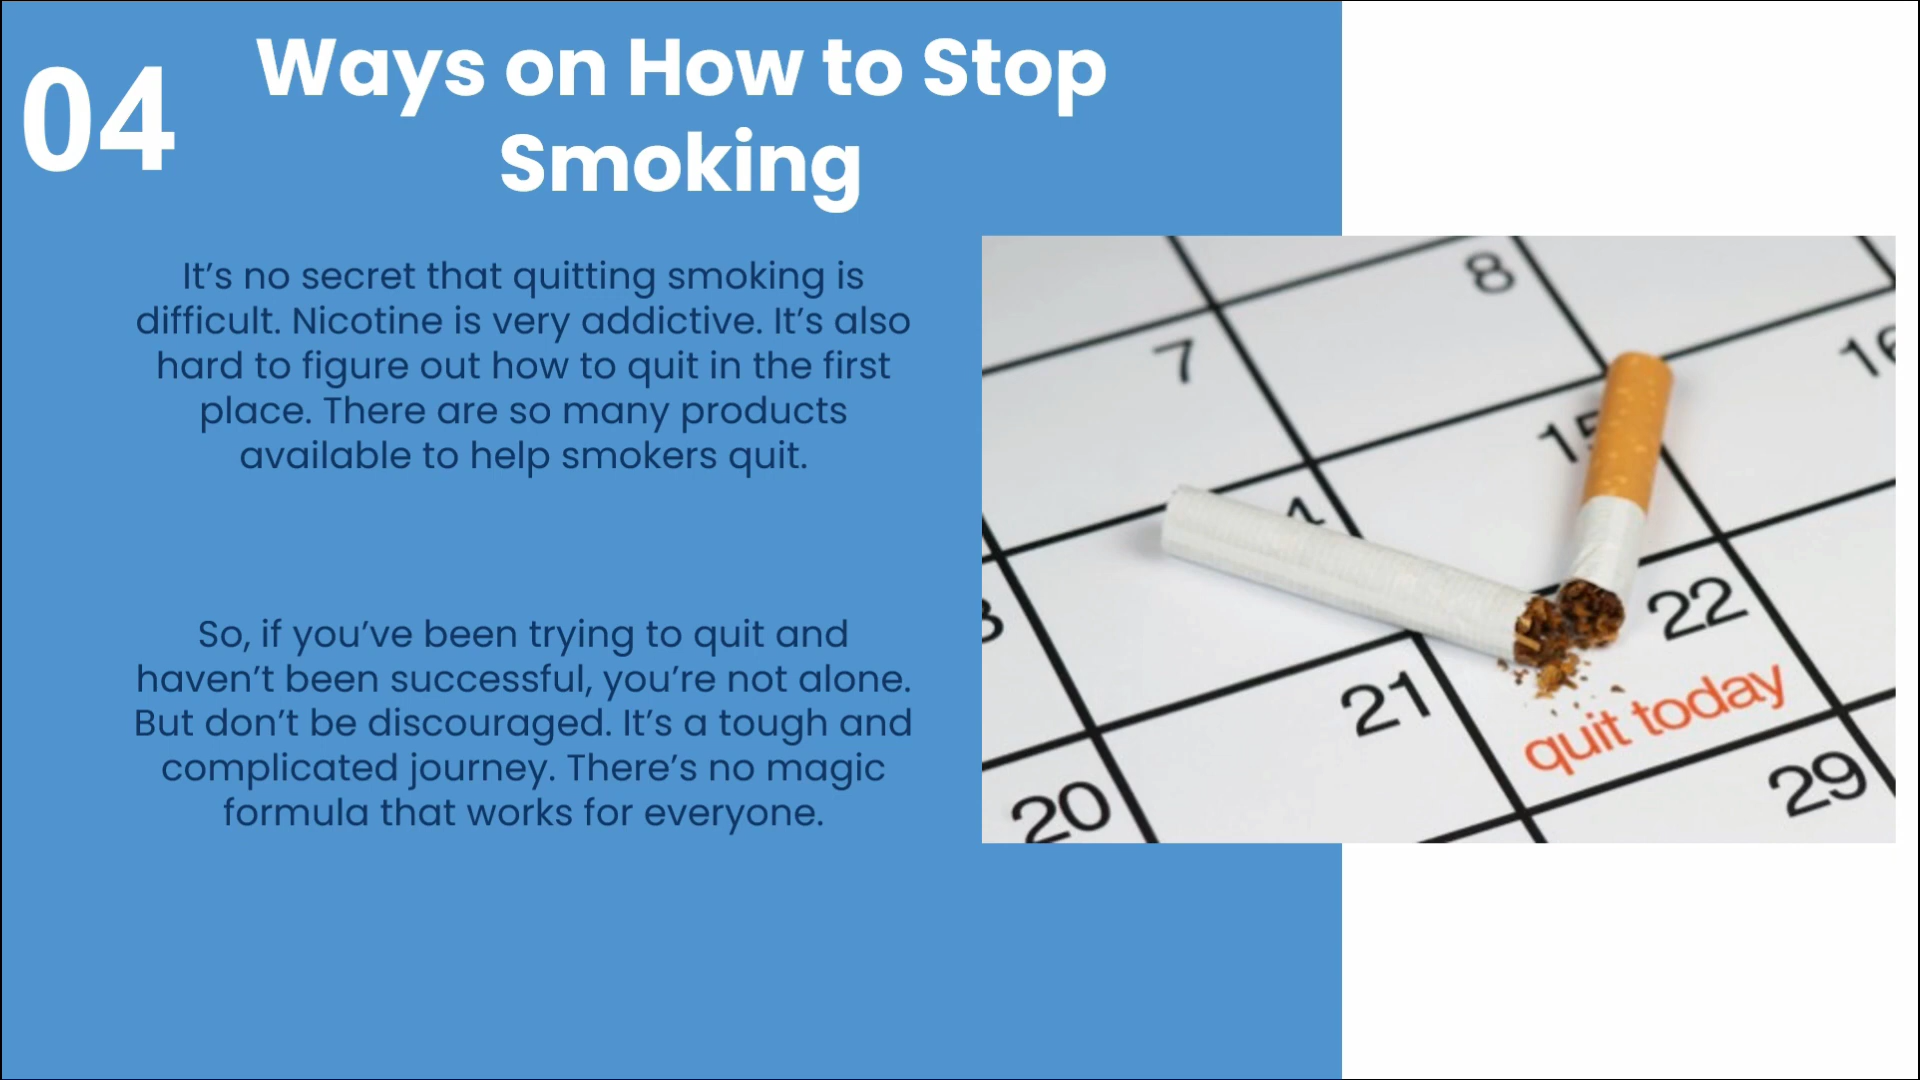 04
Ways on How to Stop
Smoking
It’s no secret that quitting smoking is
difficult. Nicotine is very addictive. It’s also
hard to figure out how to quit in the first
place. There are so many products
available to help smokers quit.
So, if you’ve been trying to quit and
haven’t been successful, you’re not alone.
But don’t be discouraged. It’s a tough and
complicated journey. There’s no magic
formula that works for everyone.
8
7
16
15
22
21
quit today
29
20